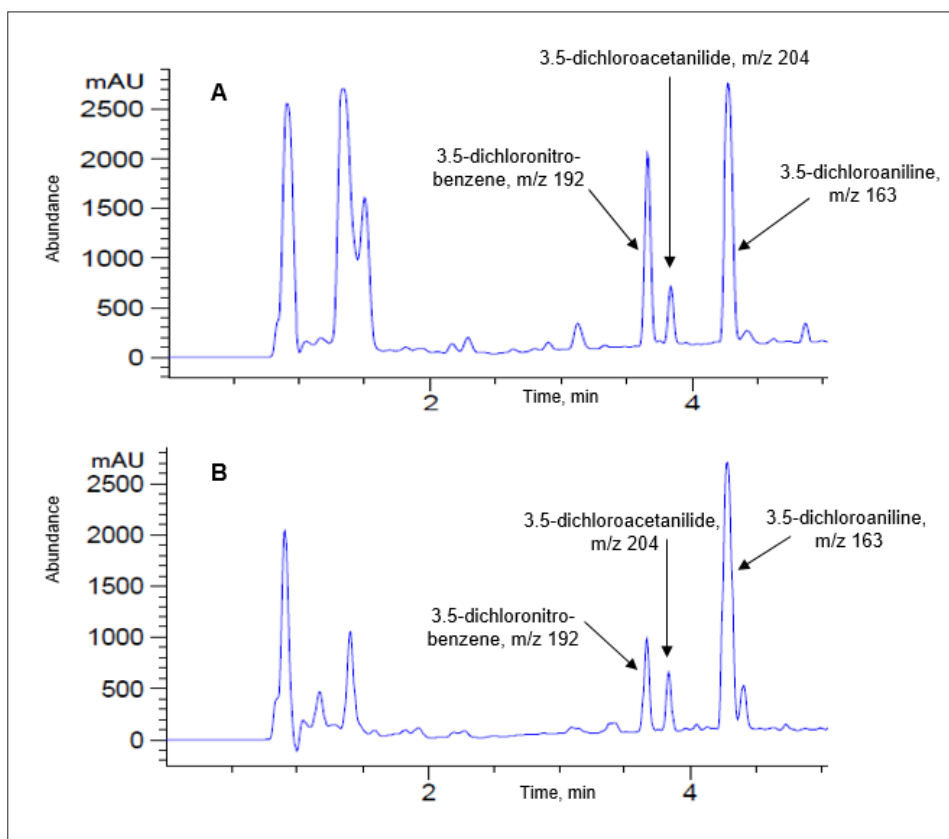 3.5-dichloroacetanilide, m/z 204
mAU
A
2500
3.5-dichloronitro-
benzene, m/z 192
3.5-dichloroaniline,
m/z 163
2000
1500
Abundance
1000
500
0
2
Time, min
4
mAU
B
2500
3.5-dichloroacetanilide,
m/z 204
3.5-dichloroaniline,
m/z 163
2000
1500
Abundance
3.5-dichloronitro-
benzene, m/z 192
1000
500
0
2
Time, min
4